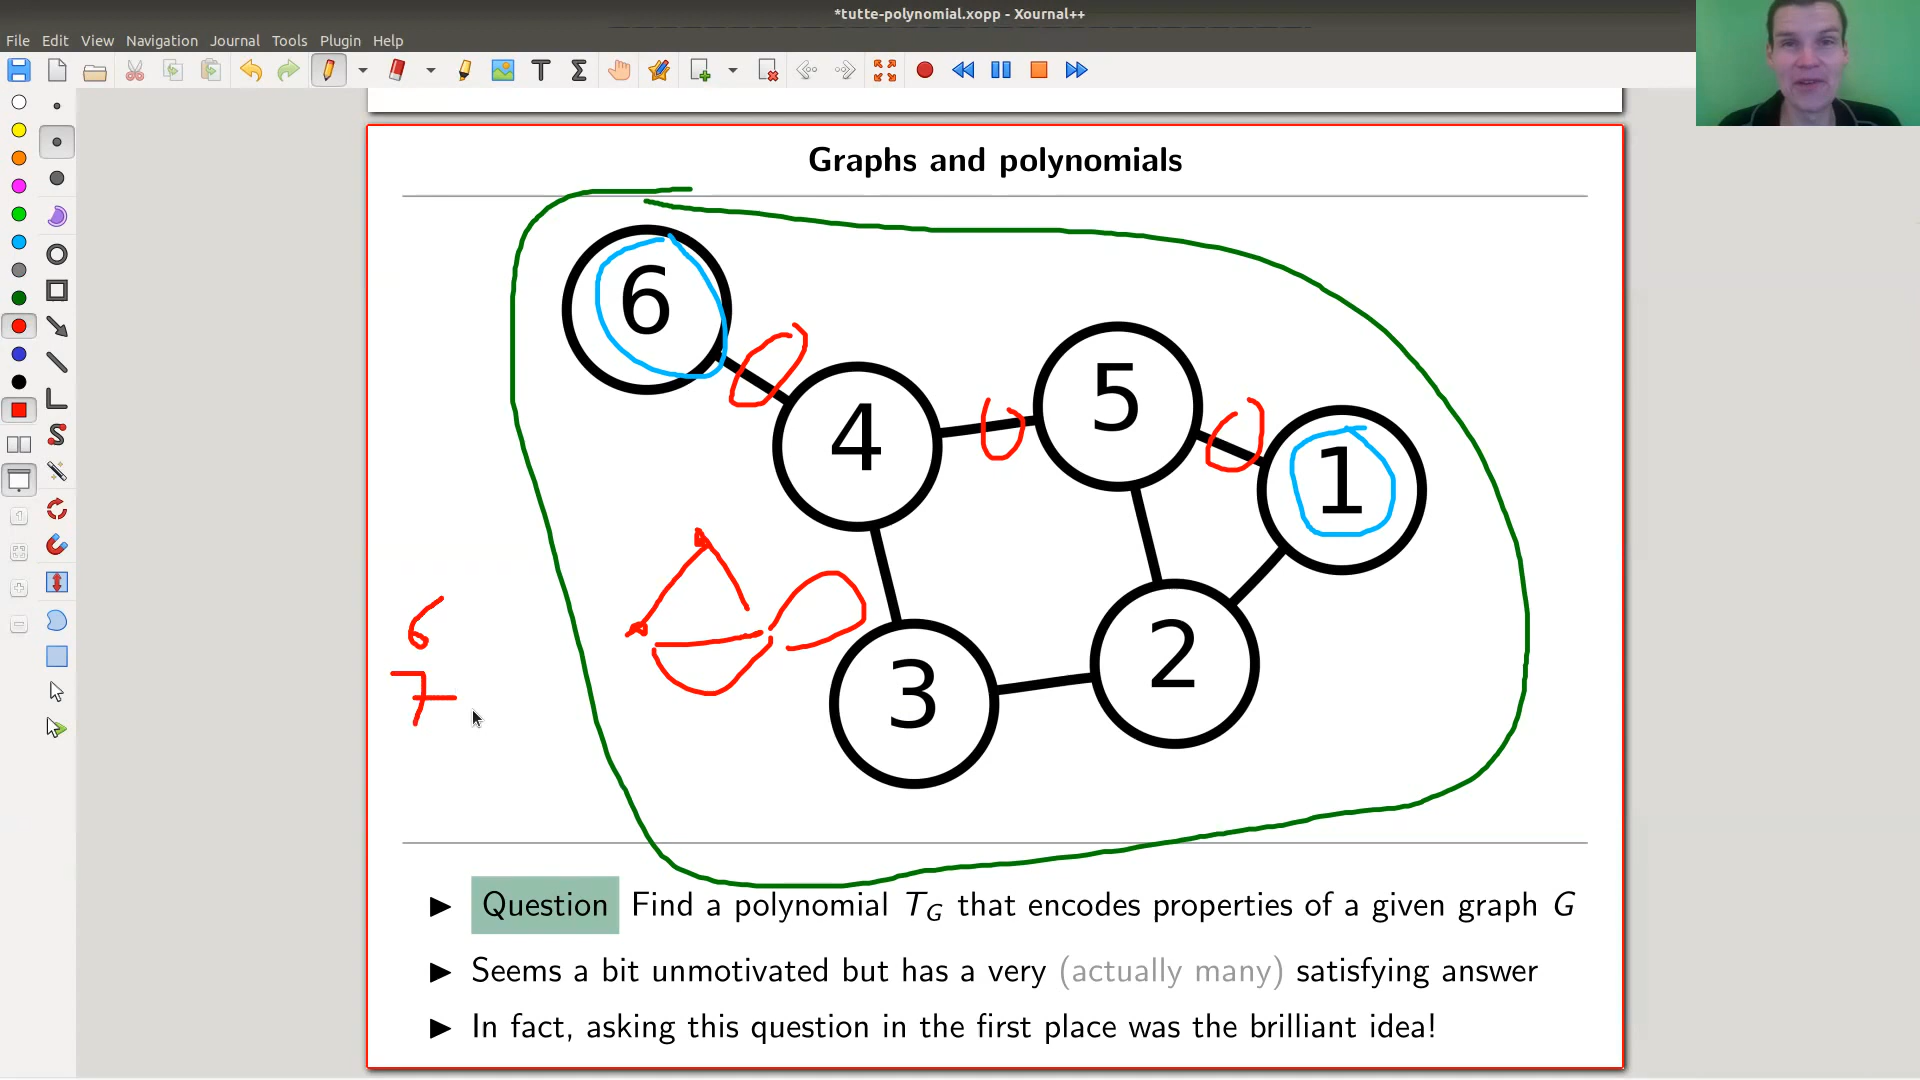 *tutte-polynomial.xopp - Xournal++
File Edit View Navigation Journal Tools Plugin Help
Graphs and polynomials
6
4
5
1
3
2
6
7
► Question Find a polynomial T_G that encodes properties of a given graph G
► Seems a bit unmotivated but has a very (actually many) satisfying answer
► In fact, asking this question in the first place was the brilliant idea!